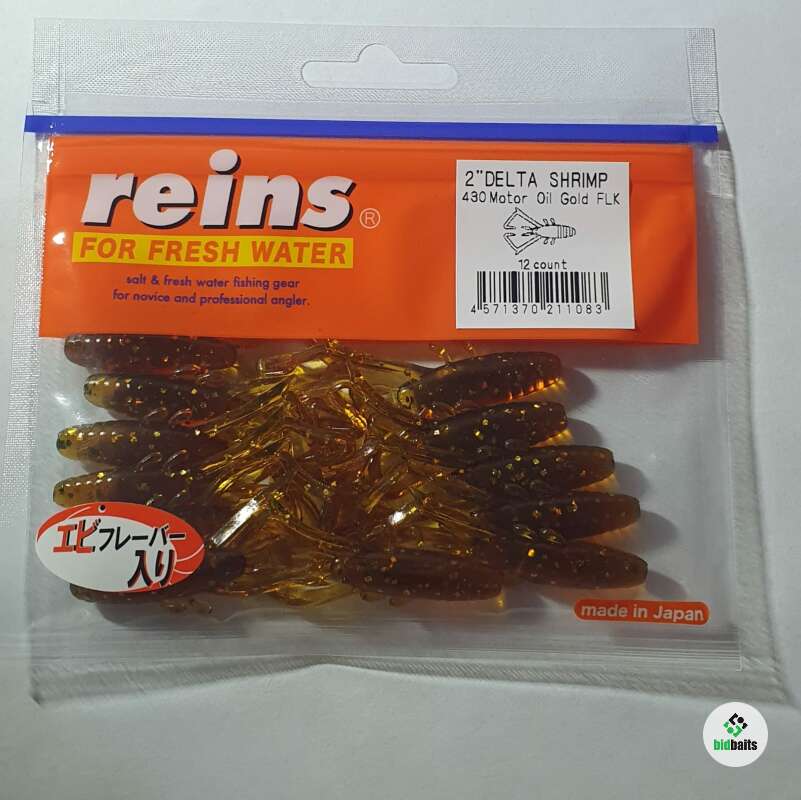 reins®
FOR FRESH WATER
salt & fresh water fishing gear
for novice and professional angler.
2"DELTA SHRIMP
430 Motor Oil Gold FLK
12 count
4 571370 211083
エビフレーバー
入り
made in Japan
bidbaits